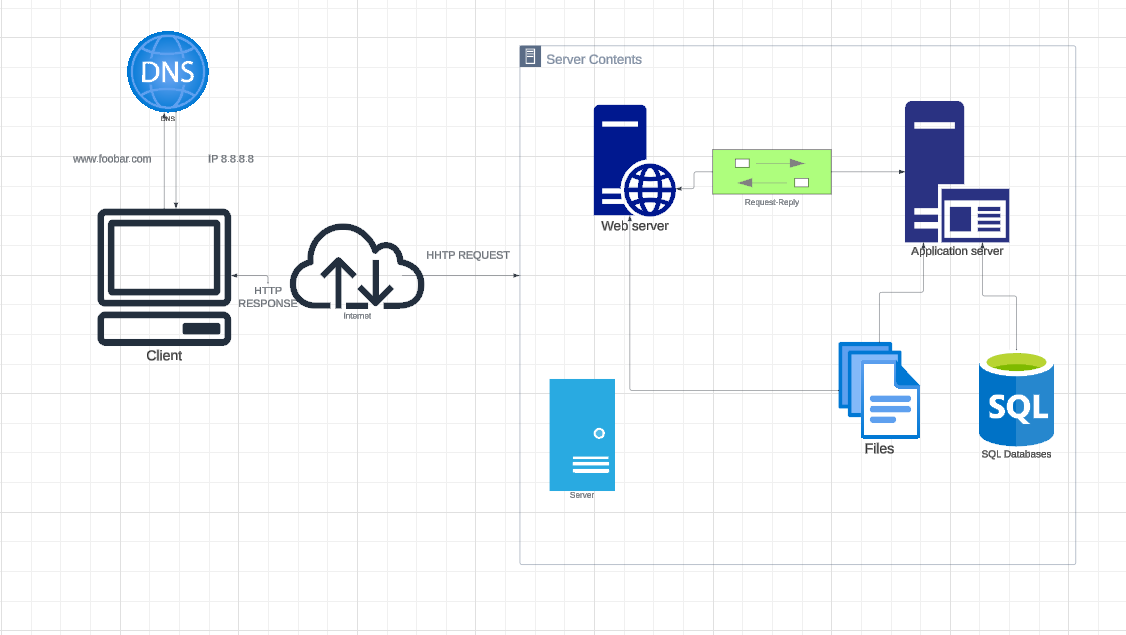 DNS
DNS
www.foobar.com
IP 8.8.8.8
Client
HTTP
RESPONSE
Internet
HHTP REQUEST
Server Contents
Web server
Request-Reply
Application server
Server
Files
SQL
SQL Databases